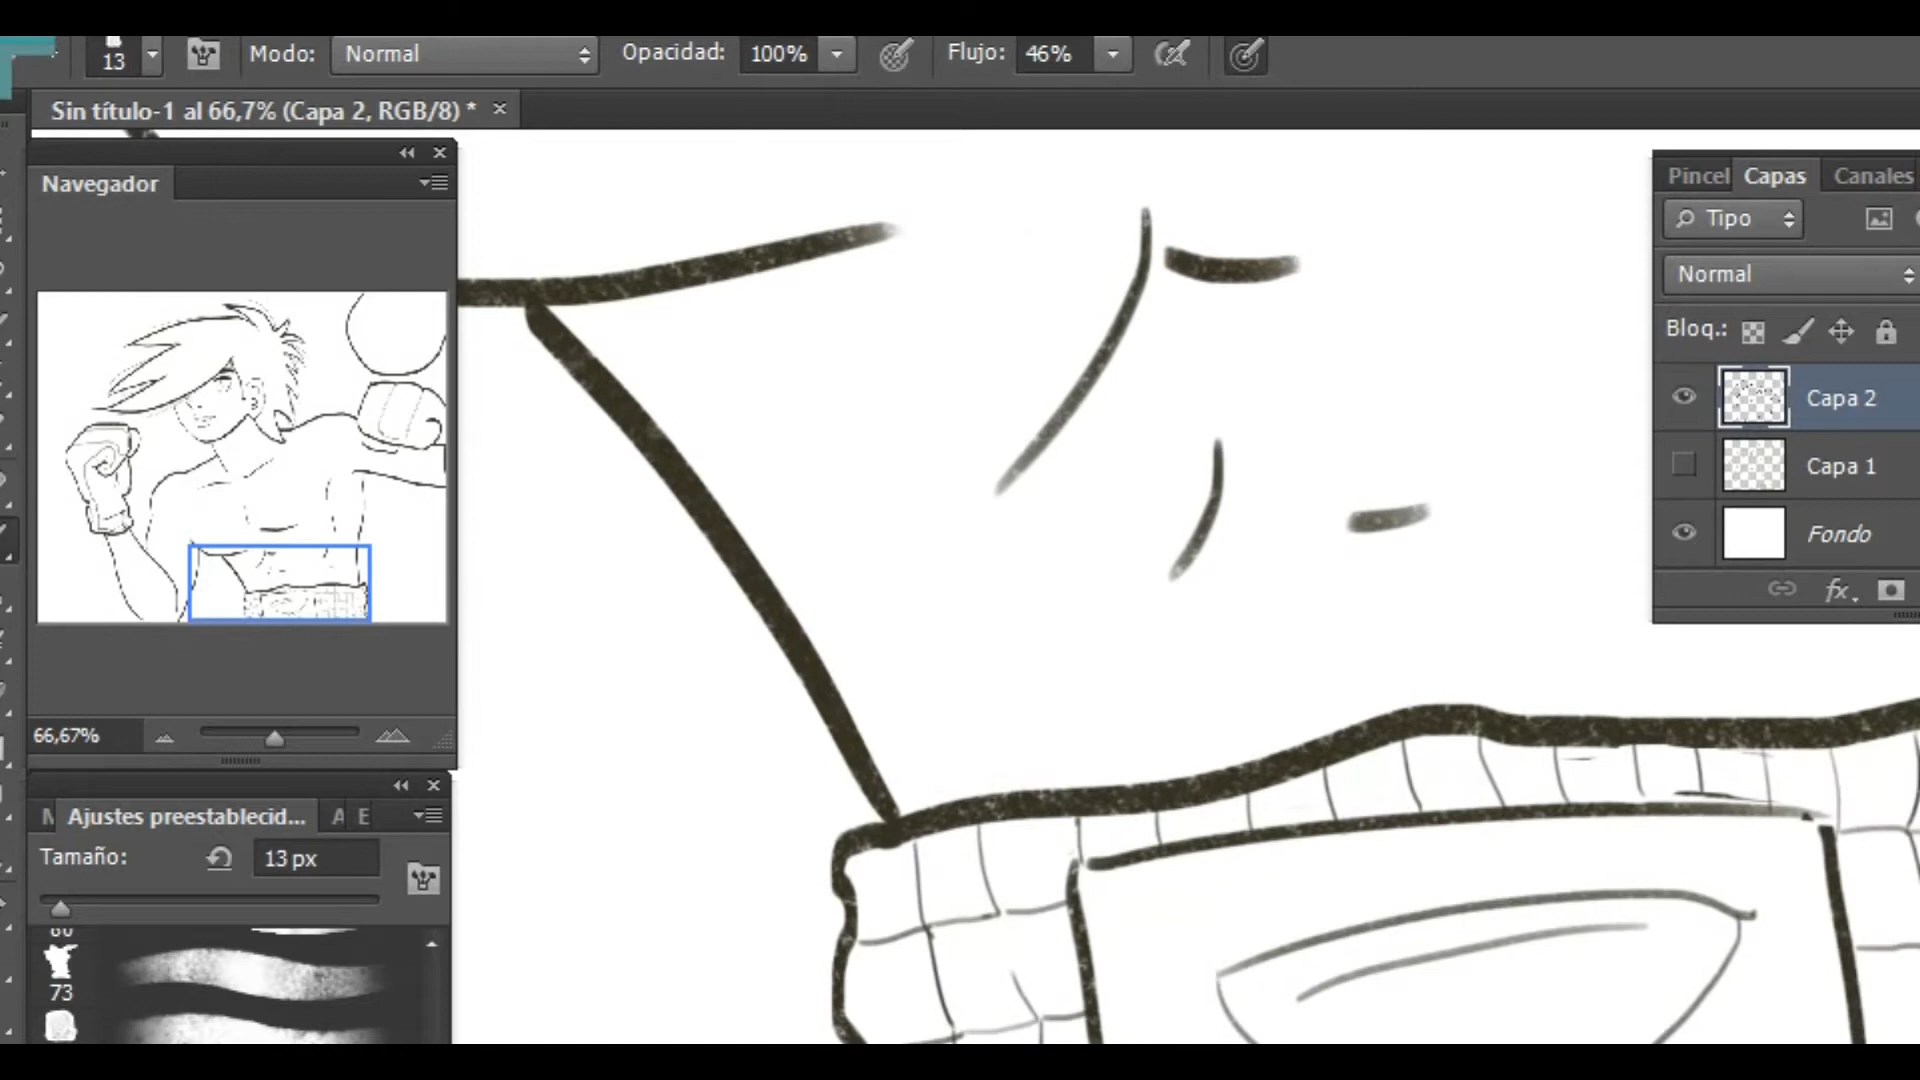 13 Modo: Normal Opacidad: 100% Flujo: 46%
Sin título-1 al 66,7% (Capa 2, RGB/8) * ×
Navegador
66,67%
Ajustes preestablecid... A E
Tamaño: 13 px
73
Pincel Capas Canales
Tipo
Normal
Bloq.:
Capa 2
Capa 1
Fondo
fx